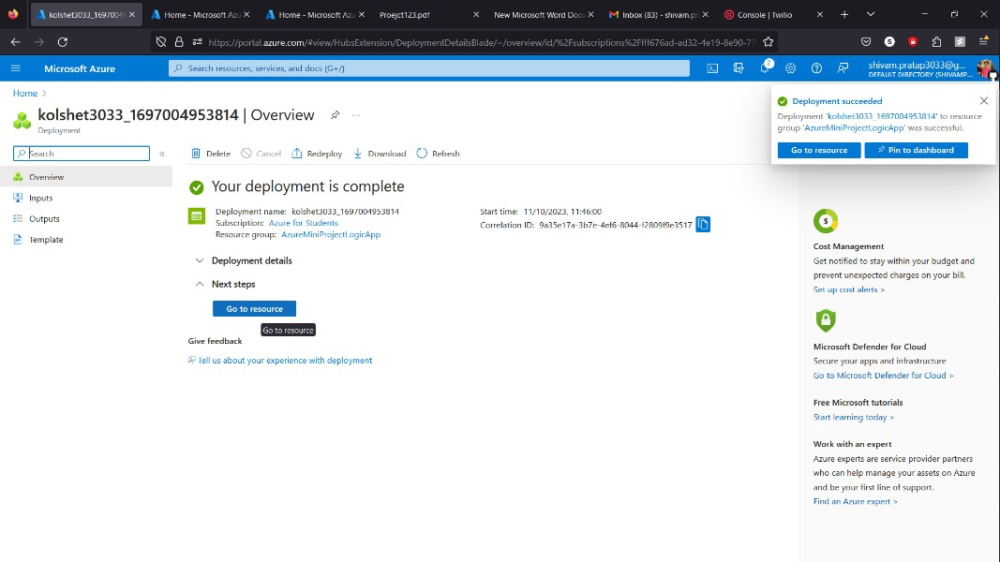 kolshet3033_169700495
Home - Microsoft Azu
Home - Microsoft Azu
Proejct123.pdf
New Microsoft Word Docu
Inbox (83) - shivam.pr
Console | Twilio
https://portal.azure.com/#view/HubsExtension/DeploymentDetailsBlade/~/overview/id/%2Fsubscriptions%2Ffff676ad-ad32-4e19-8e90-77
Microsoft Azure
Search resources, services, and docs (G+/)
2
shivam.pratap3033@g...
DEFAULT DIRECTORY (SHIVAMP...
Home >
kolshet3033_1697004953814 | Overview
...
Deployment
Deployment succeeded
Deployment 'kolshet3033_1697004953814' to resource
group 'AzureMiniProjectLogicApp' was successful.
Go to resource
Pin to dashboard
Search
«
Delete
Cancel
Redeploy
Download
Refresh
Overview
Inputs
Outputs
Template
Your deployment is complete
Deployment name: kolshet3033_1697004953814
Subscription: Azure for Students
Resource group: AzureMiniProjectLogicApp
Start time: 11/10/2023, 11:46:00
Correlation ID: 9a35e17a-3b7e-4ef6-8044-f2809f9e3517
Deployment details
Next steps
Go to resource
Go to resource
Give feedback
Tell us about your experience with deployment
$
Cost Management
Get notified to stay within your budget and
prevent unexpected charges on your bill.
Set up cost alerts >
Microsoft Defender for Cloud
Secure your apps and infrastructure
Go to Microsoft Defender for Cloud >
Free Microsoft tutorials
Start learning today >
Work with an expert
Azure experts are service provider partners
who can help manage your assets on Azure
and be your first line of support.
Find an Azure expert >